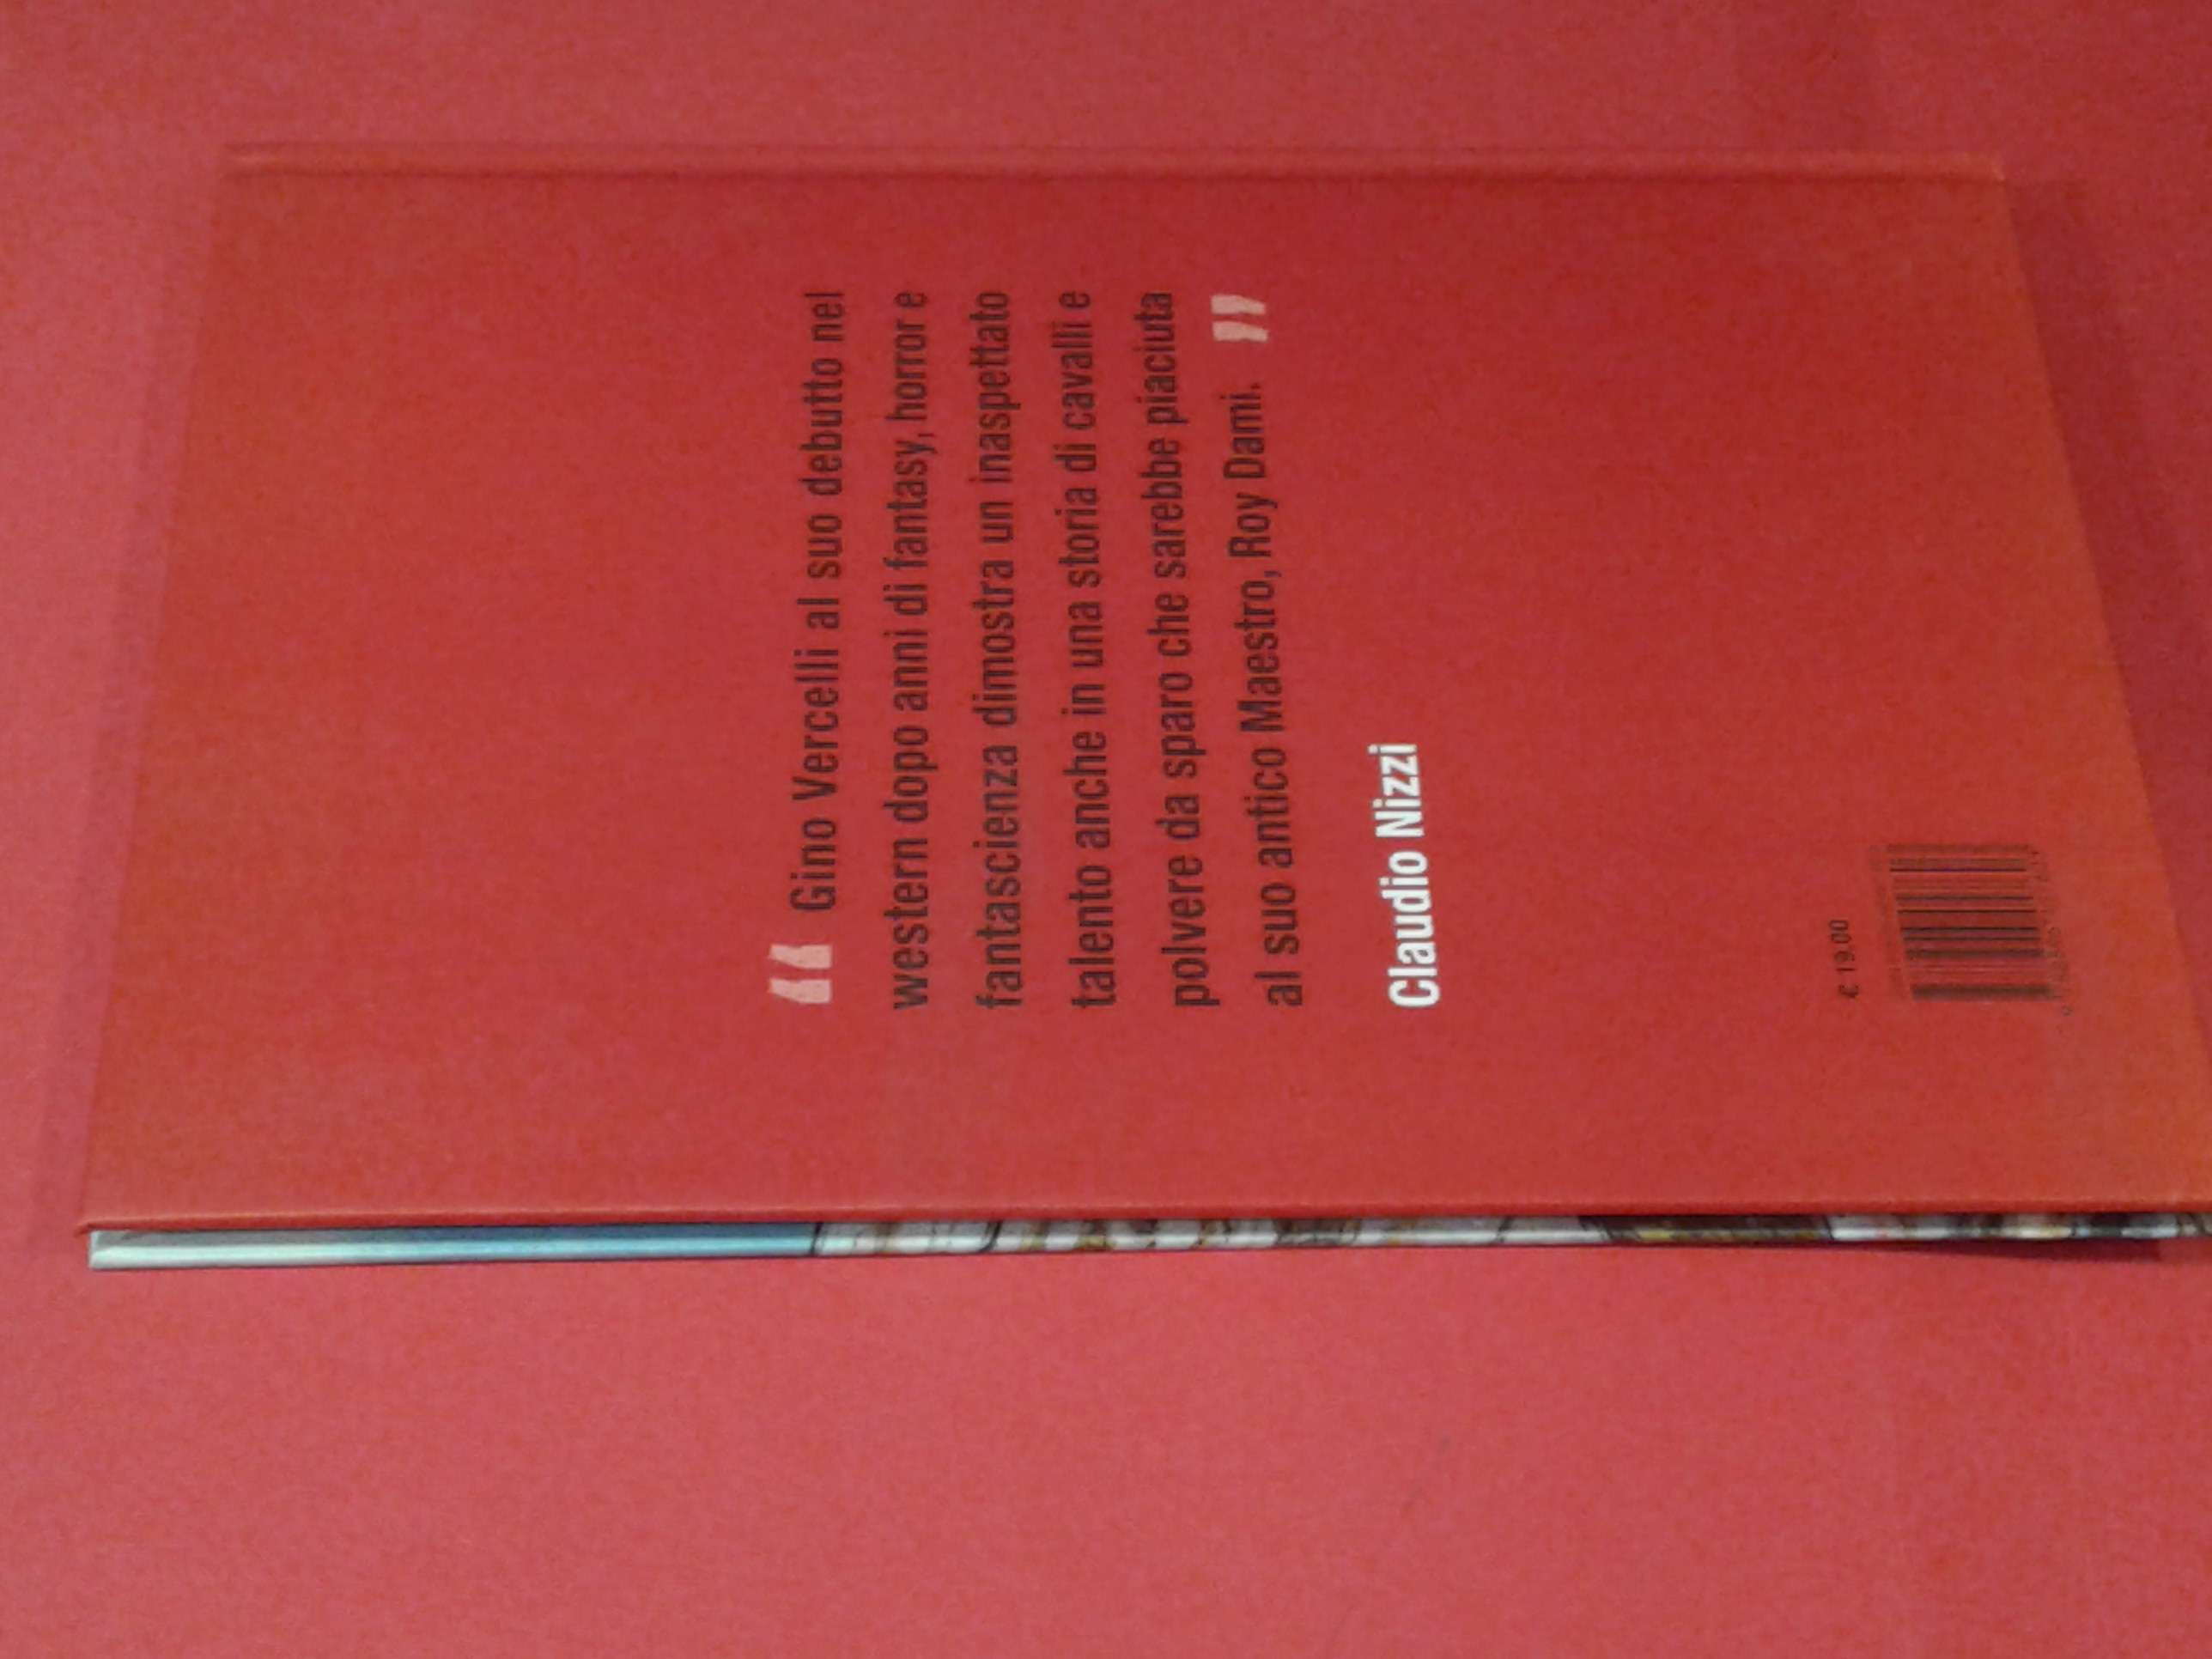 “ Gino Vercelli al suo debutto nel
western dopo anni di fantasy, horror e
fantascienza dimostra un inaspettato
talento anche in una storia di cavalli e
polvere da sparo che sarebbe piaciuta
al suo antico Maestro, Roy Dami. ”
Claudio Nizzi
€ 19,00